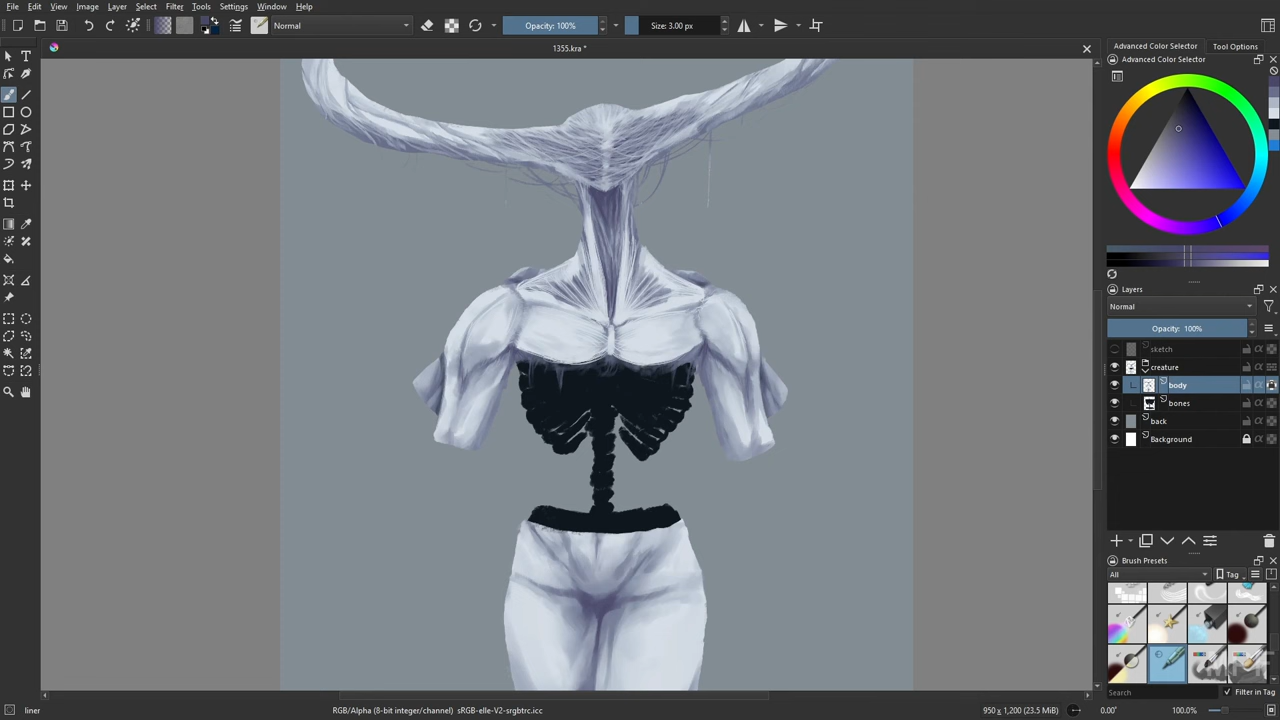 File Edit View Image Layer Select Filter Tools Settings Window Help
Normal
Opacity: 100%
Size: 3.00 px
1355.kra *
Advanced Color Selector
Tool Options
Advanced Color Selector
Layers
Normal
Opacity: 100%
sketch
creature
body
bones
back
Background
Brush Presets
All
Tag
Search
Filter in Tag
liner
RGB/Alpha (8-bit integer/channel) sRGB-elle-V2-srgbtrc.icc
950 x 1,200 (23.5 MiB)
0.00°
100.0%